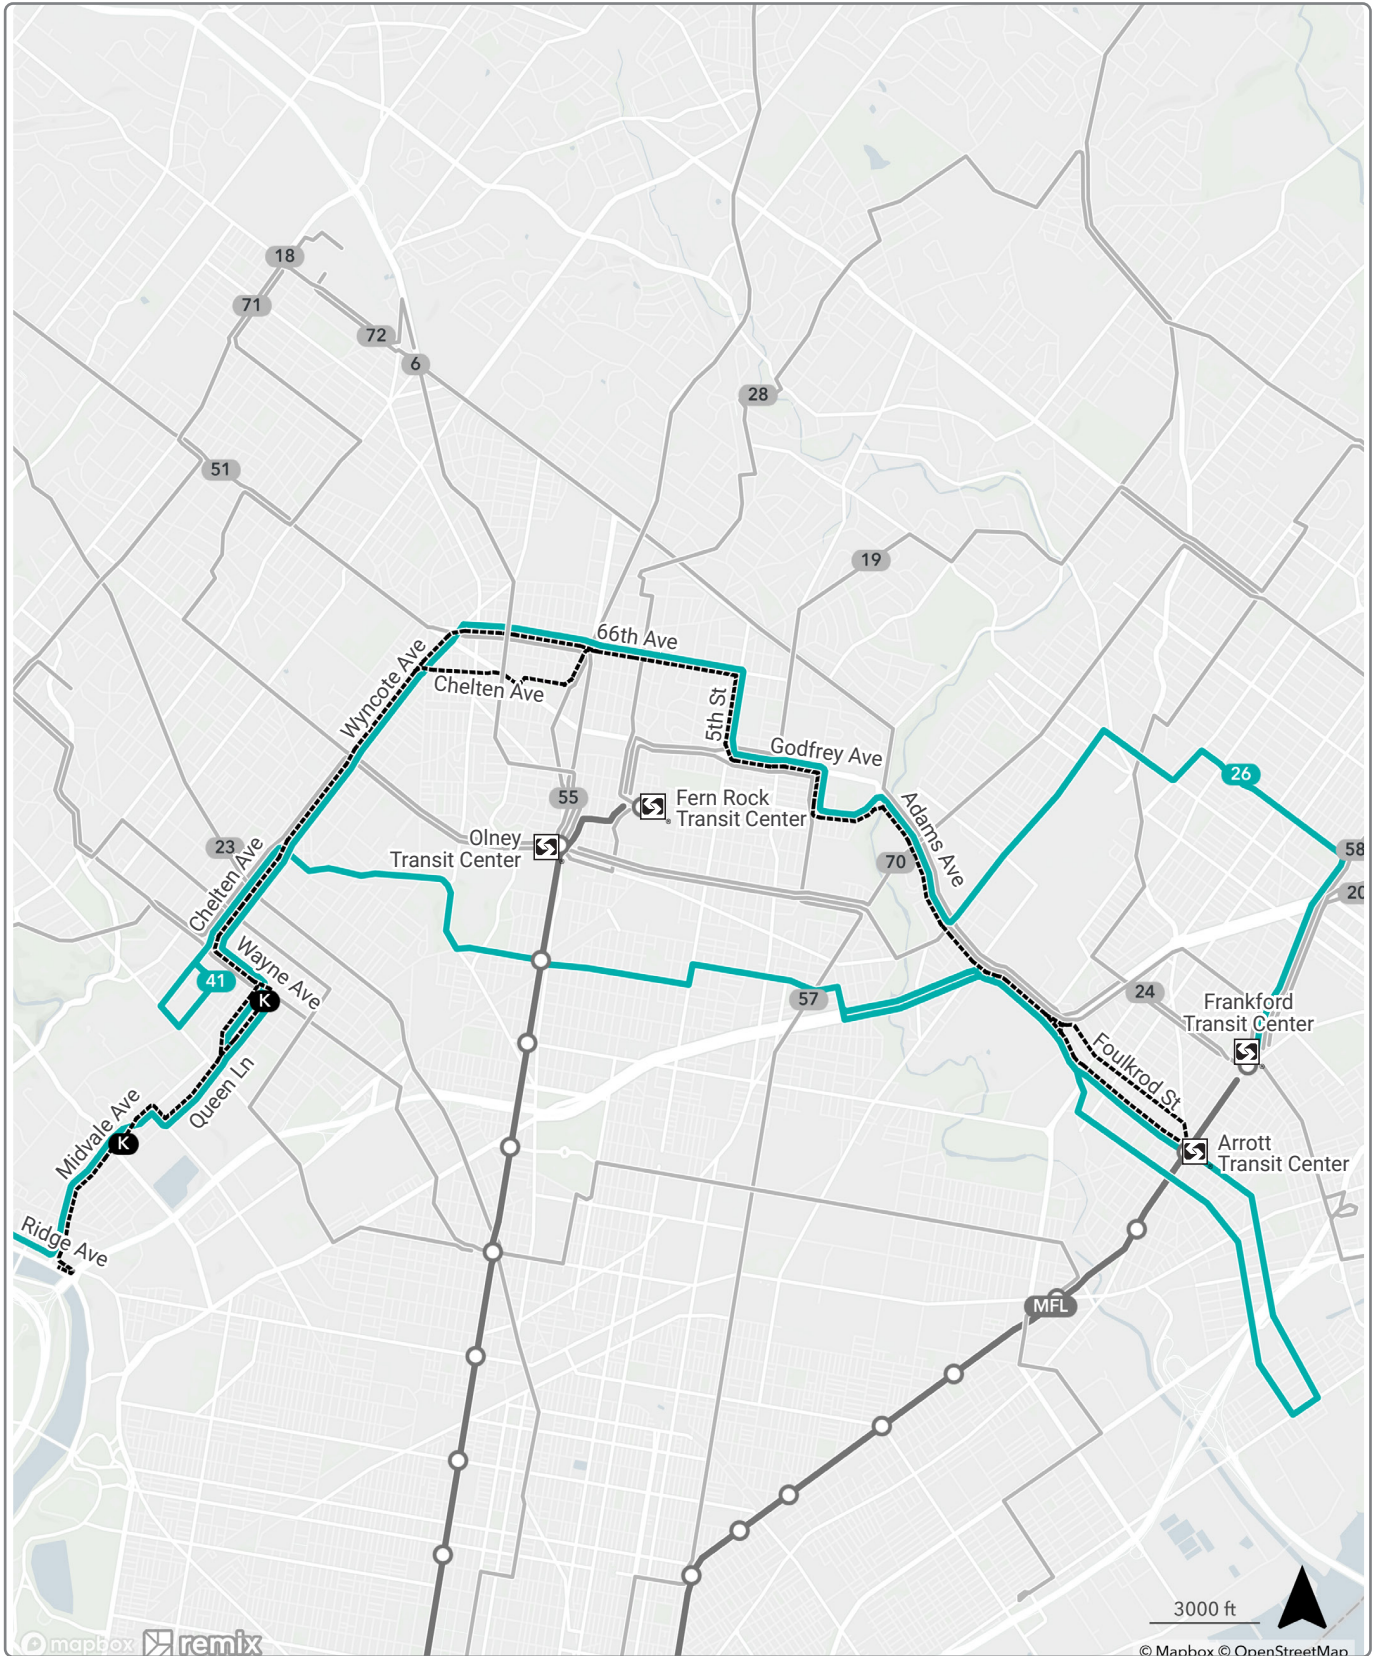 18
71
72
6
28
51
19
66th Ave
Wyncote Ave
Chelten Ave
5th St
Godfrey Ave
26
55
Fern Rock
Transit Center
Adams Ave
Olney
Transit Center
23
58
70
Chelten Ave
20
Wayne Ave
41
K
57
24
Frankford
Transit Center
Foulkrod St
Queen Ln
Midvale Ave
K
Arrott
Transit Center
Ridge Ave
MFL
3000 ft
mapbox
remix
© Mapbox © OpenStreetMap